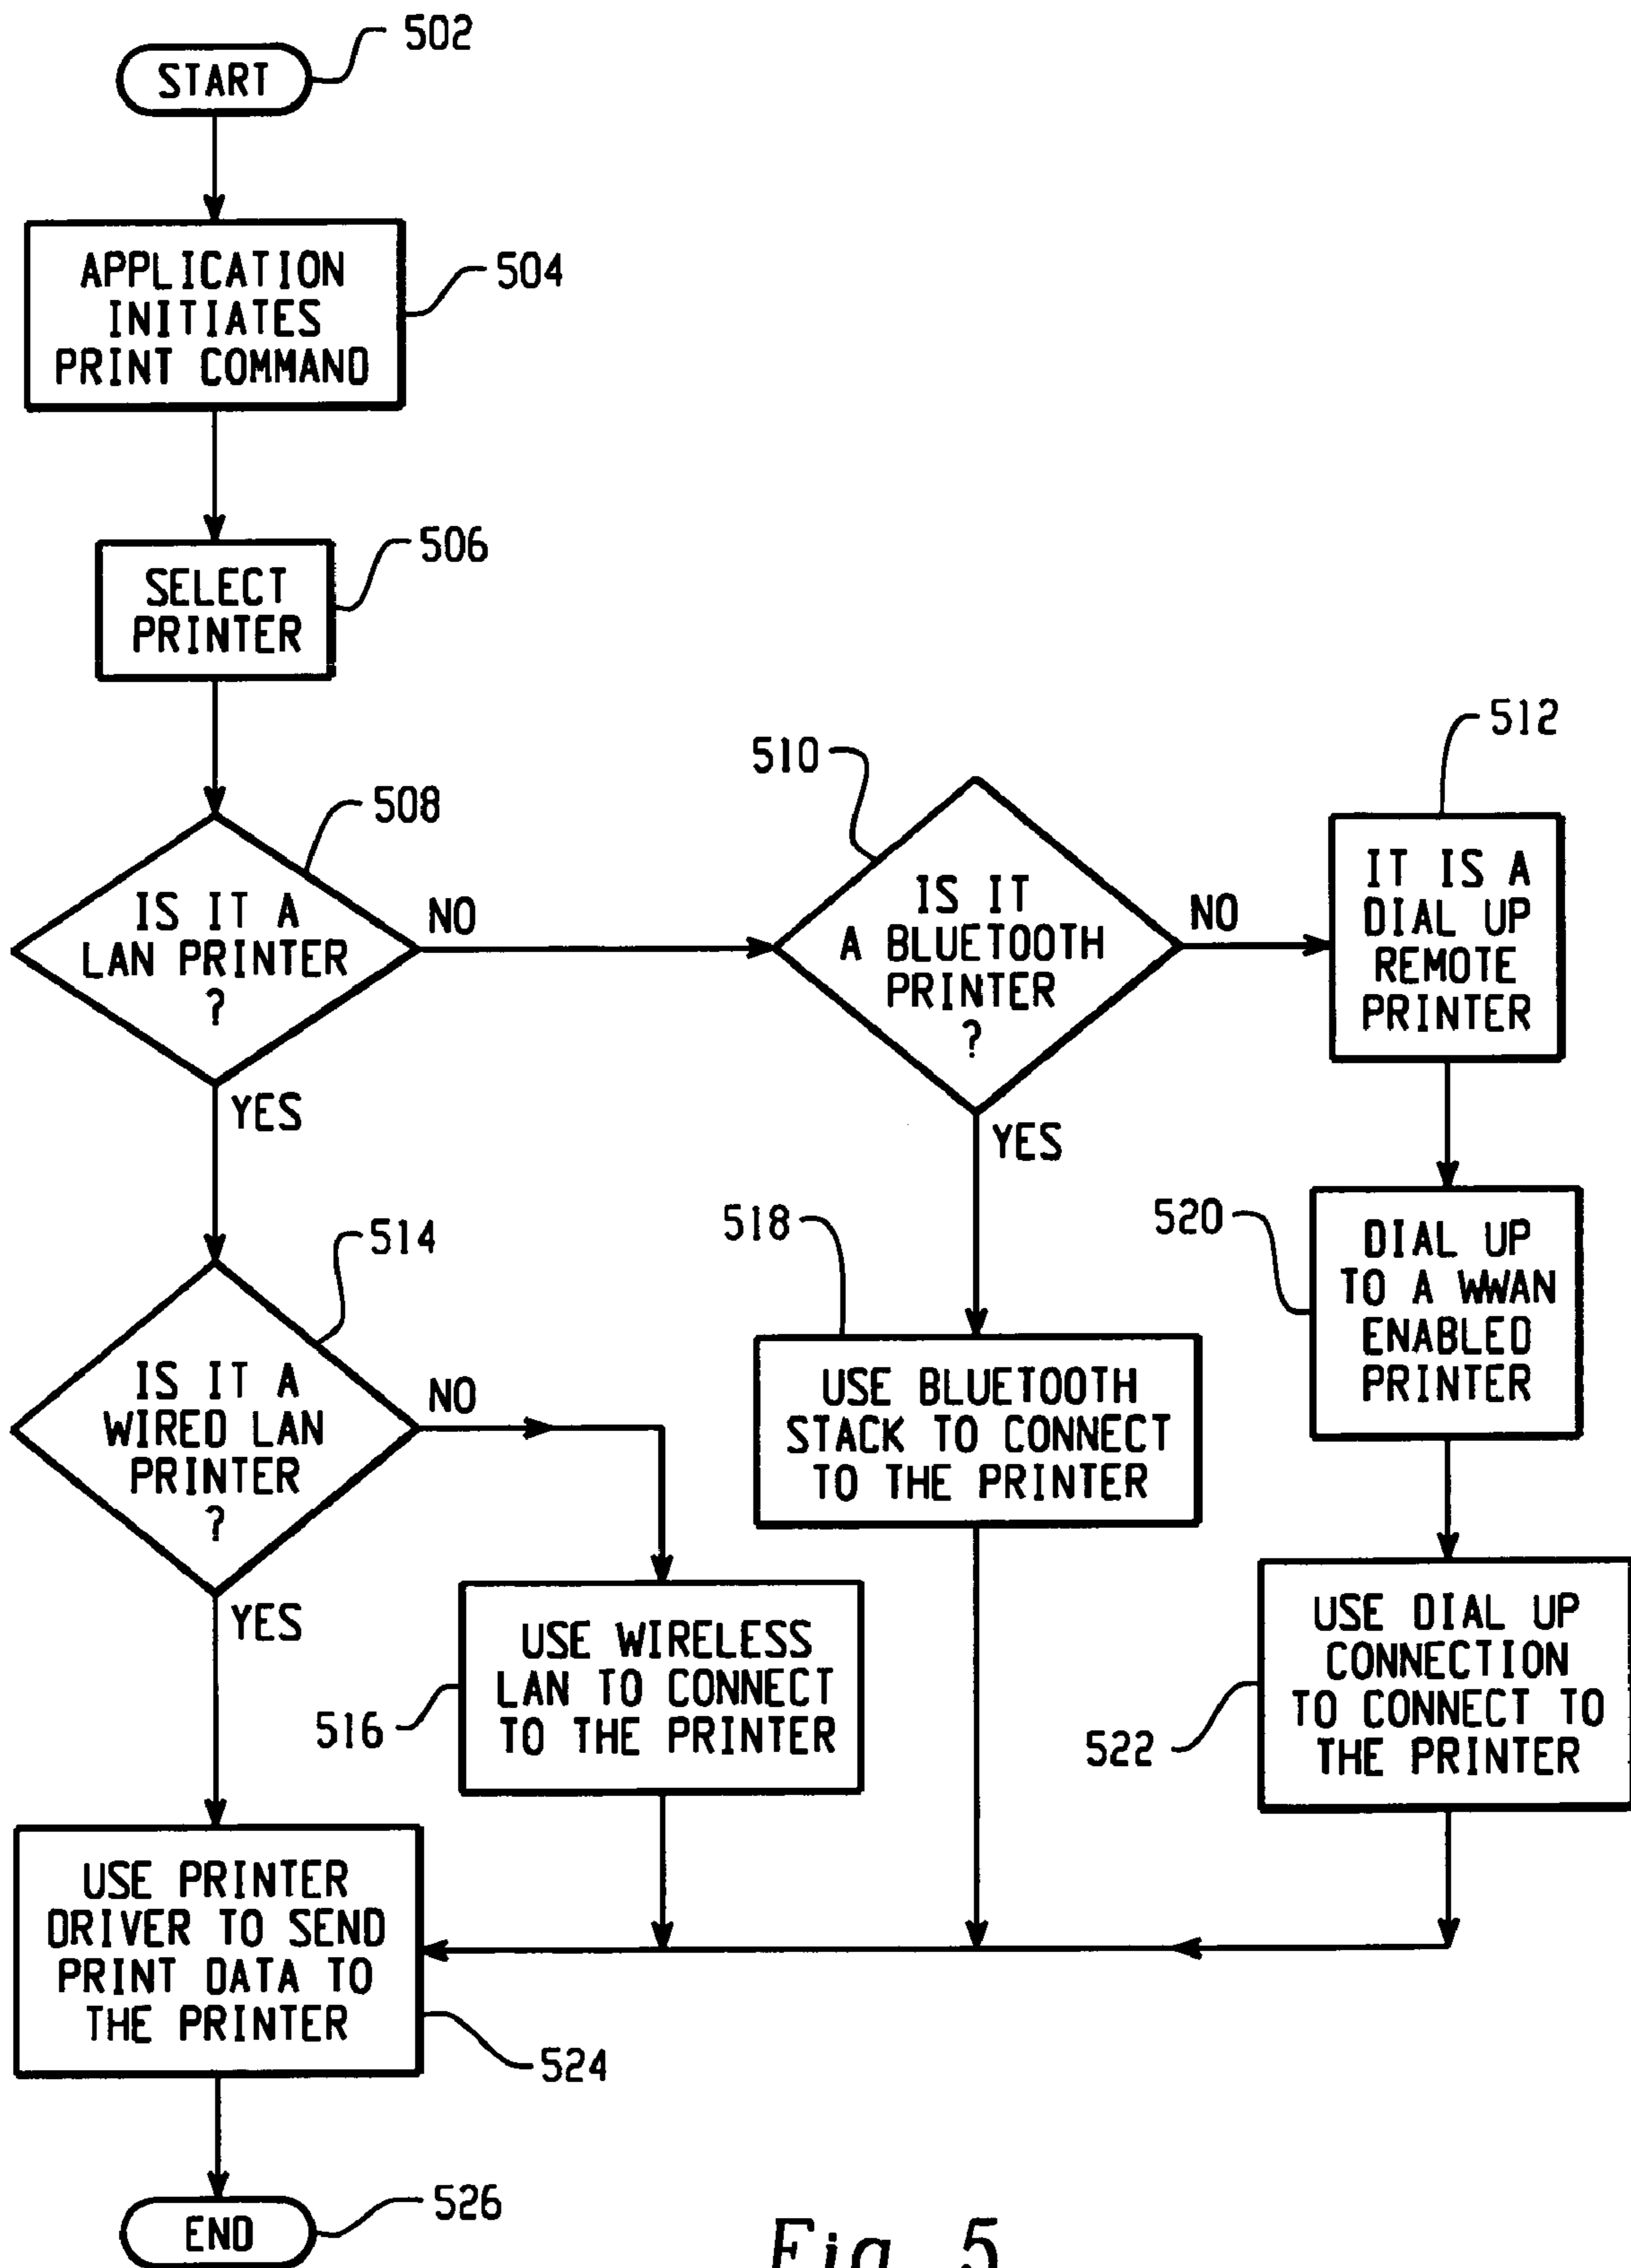 502
START
APPLICATION
INITIATES
PRINT COMMAND
504
SELECT
PRINTER
506
508
IS IT A
LAN PRINTER
?
NO
YES
510
IS IT
A BLUETOOTH
PRINTER
?
NO
YES
512
IT IS A
DIAL UP
REMOTE
PRINTER
514
IS IT A
WIRED LAN
PRINTER
?
NO
YES
518
USE BLUETOOTH
STACK TO CONNECT
TO THE PRINTER
520
DIAL UP
TO A WWAN
ENABLED
PRINTER
516
USE WIRELESS
LAN TO CONNECT
TO THE PRINTER
522
USE DIAL UP
CONNECTION
TO CONNECT TO
THE PRINTER
USE PRINTER
DRIVER TO SEND
PRINT DATA TO
THE PRINTER
524
END
526
Fig. 5